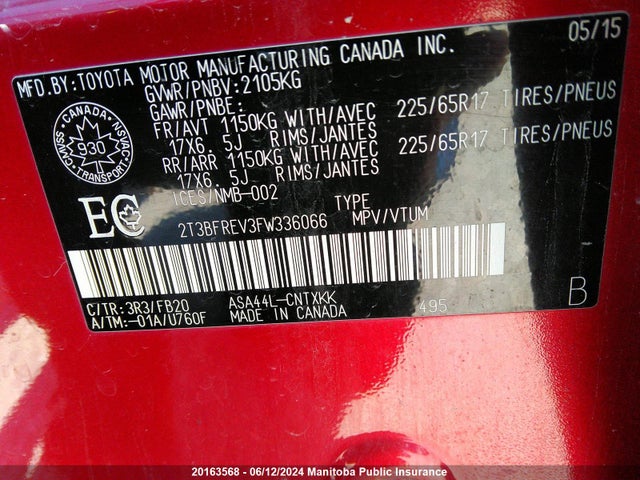 05/15
MFD.BY:TOYOTA MOTOR MANUFACTURING CANADA INC.
GVWR/PNBV:2105KG
GAWR/PNBE:
FR/AVT 1150KG WITH/AVEC 225/65R17 TIRES/PNEUS
17X6.5J RIMS/JANTES
RR/ARR 1150KG WITH/AVEC 225/65R17 TIRES/PNEUS
17X6.5J RIMS/JANTES
ICES/NMB-002
CANADA
CMVSS
NSVAC
930
TRANSPORT
EC
TYPE
2T3BFREV3FW336066 MPV/VTUM
C/TR:3R3/FB20 ASA44L-CNTXKK 495 B
A/TM:-01A/U760F MADE IN CANADA
20163568 - 06/12/2024 Manitoba Public Insurance